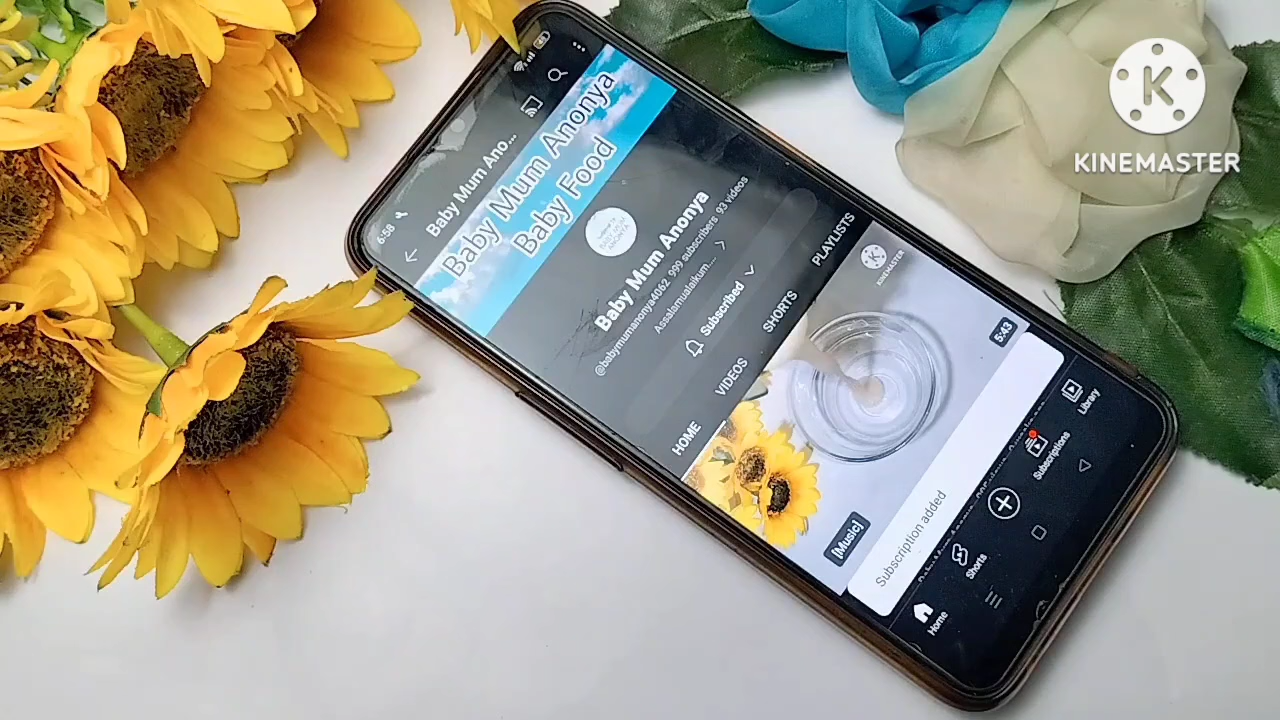 KINEMASTER
6:58
Baby Mum Ano...
Baby Mum Anonya
Baby Food
Baby Mum Anonya
@babymumanonya4062 999 subscribers 93 videos
Assalamualaikum....
Subscribed
HOME VIDEOS SHORTS PLAYLISTS
KINEMASTER
5:43
[Music]
Subscription added
Home
Shorts
Subscriptions
Library